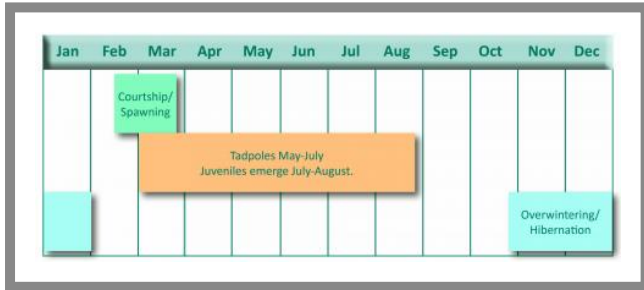 Jan Feb Mar Apr May Jun Jul Aug Sep Oct Nov Dec
Courtship/
Spawning
Tadpoles May-July
Juveniles emerge July-August.
Overwintering/
Hibernation